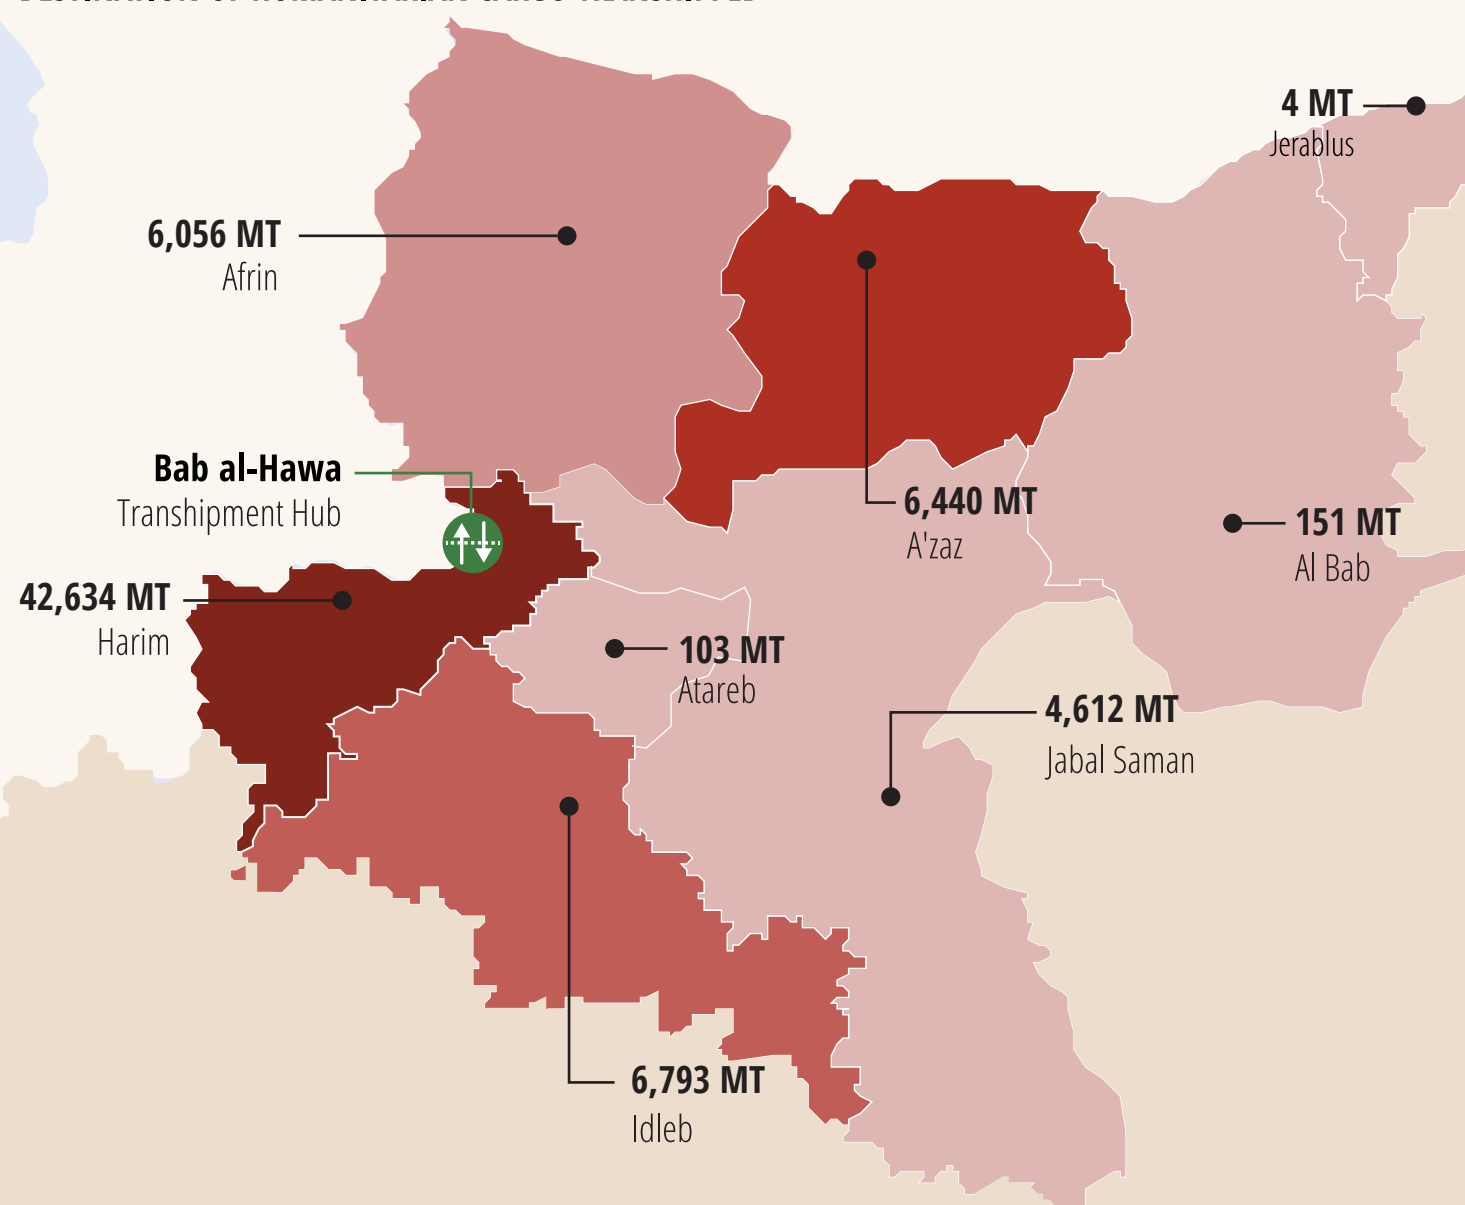 4 MT
Jerablus
6,056 MT
Afrin
Bab al-Hawa
Transhipment Hub
6,440 MT
A'zaz
151 MT
Al Bab
42,634 MT
Harim
103 MT
Atareb
4,612 MT
Jabal Saman
6,793 MT
Idleb